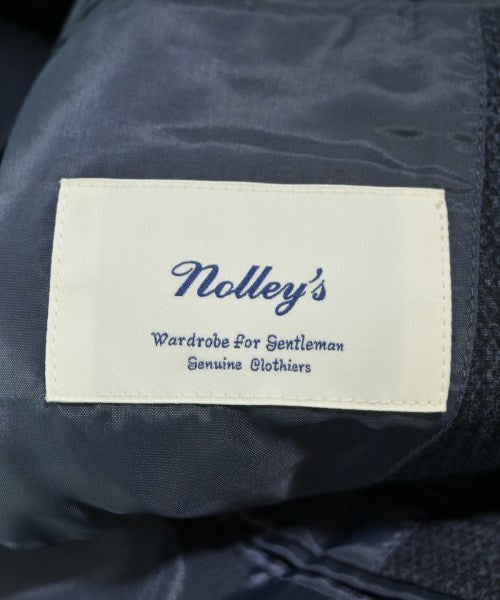 Nolley's
Wardrobe for Gentleman
Genuine Clothiers